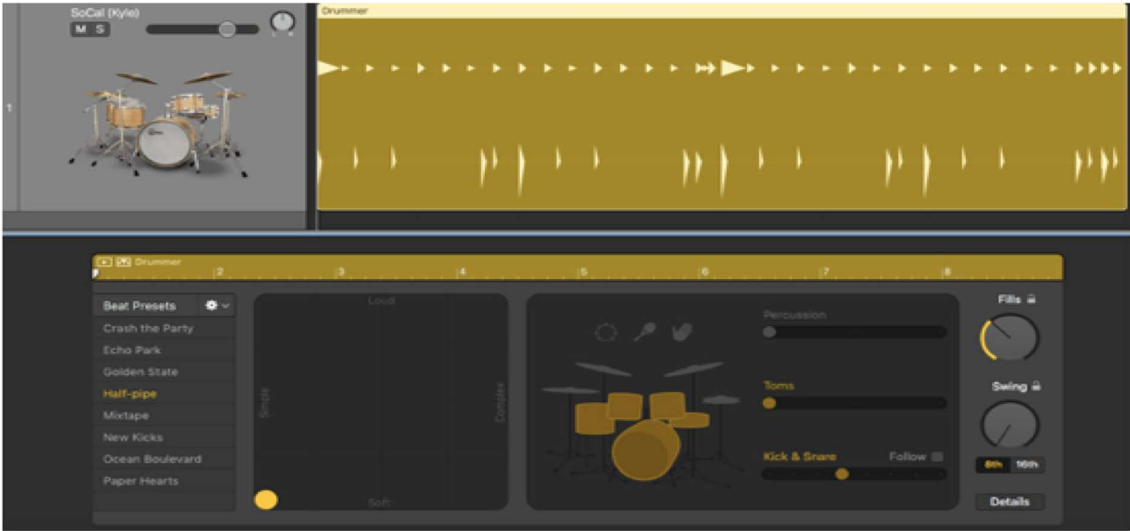 SoCal (Kyle)
M S
L R
Drummer
1
Drummer
2 3 4 5 6 7 8
Beat Presets
Crash the Party
Echo Park
Golden State
Half-pipe
Mixtape
New Kicks
Ocean Boulevard
Paper Hearts
Loud
Simple
Complex
Soft
Percussion
Toms
Kick & Snare Follow
Fills
Swing
8th 16th
Details